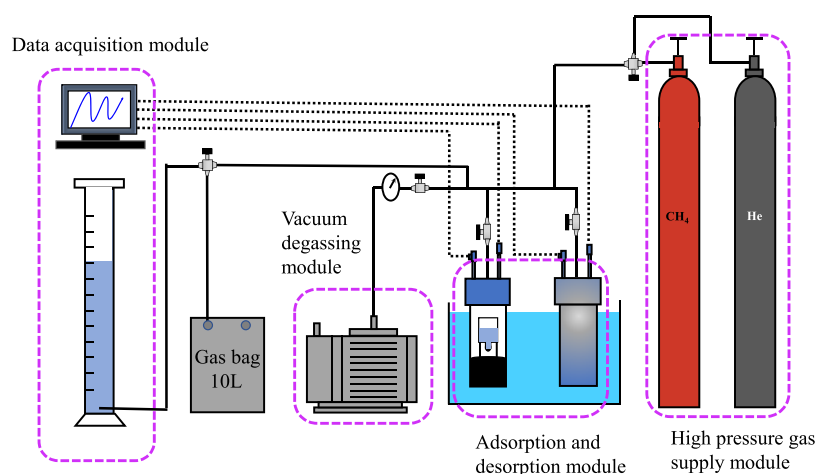 Data acquisition module
Vacuum
degassing
module
Gas bag
10L
CH₄
He
Adsorption and
desorption module
High pressure gas
supply module